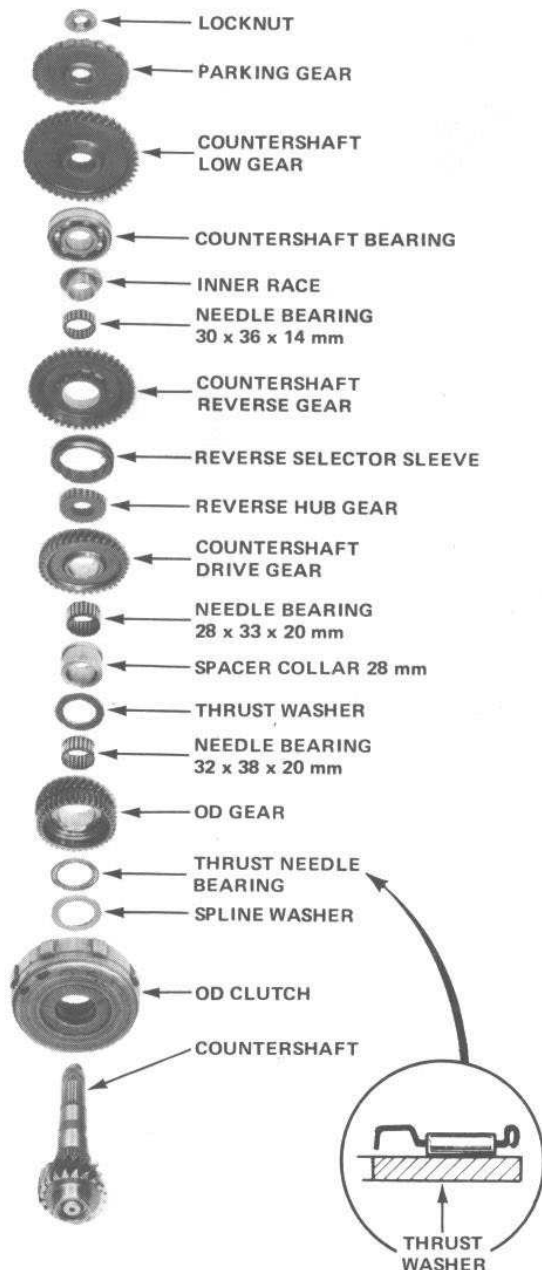 LOCKNUT
PARKING GEAR
COUNTERSHAFT
LOW GEAR
COUNTERSHAFT BEARING
INNER RACE
NEEDLE BEARING
30 x 36 x 14 mm
COUNTERSHAFT
REVERSE GEAR
REVERSE SELECTOR SLEEVE
REVERSE HUB GEAR
COUNTERSHAFT
DRIVE GEAR
NEEDLE BEARING
28 x 33 x 20 mm
SPACER COLLAR 28 mm
THRUST WASHER
NEEDLE BEARING
32 x 38 x 20 mm
OD GEAR
THRUST NEEDLE
BEARING
SPLINE WASHER
OD CLUTCH
COUNTERSHAFT
THRUST
WASHER